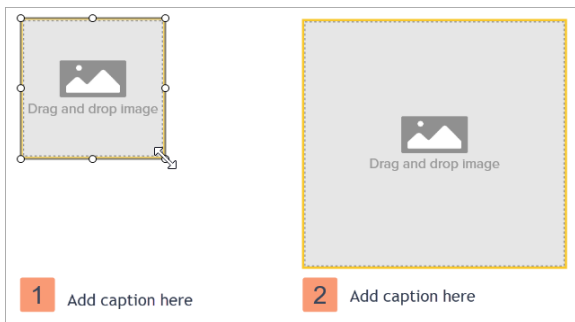 Drag and drop image
Drag and drop image
1 Add caption here
2 Add caption here